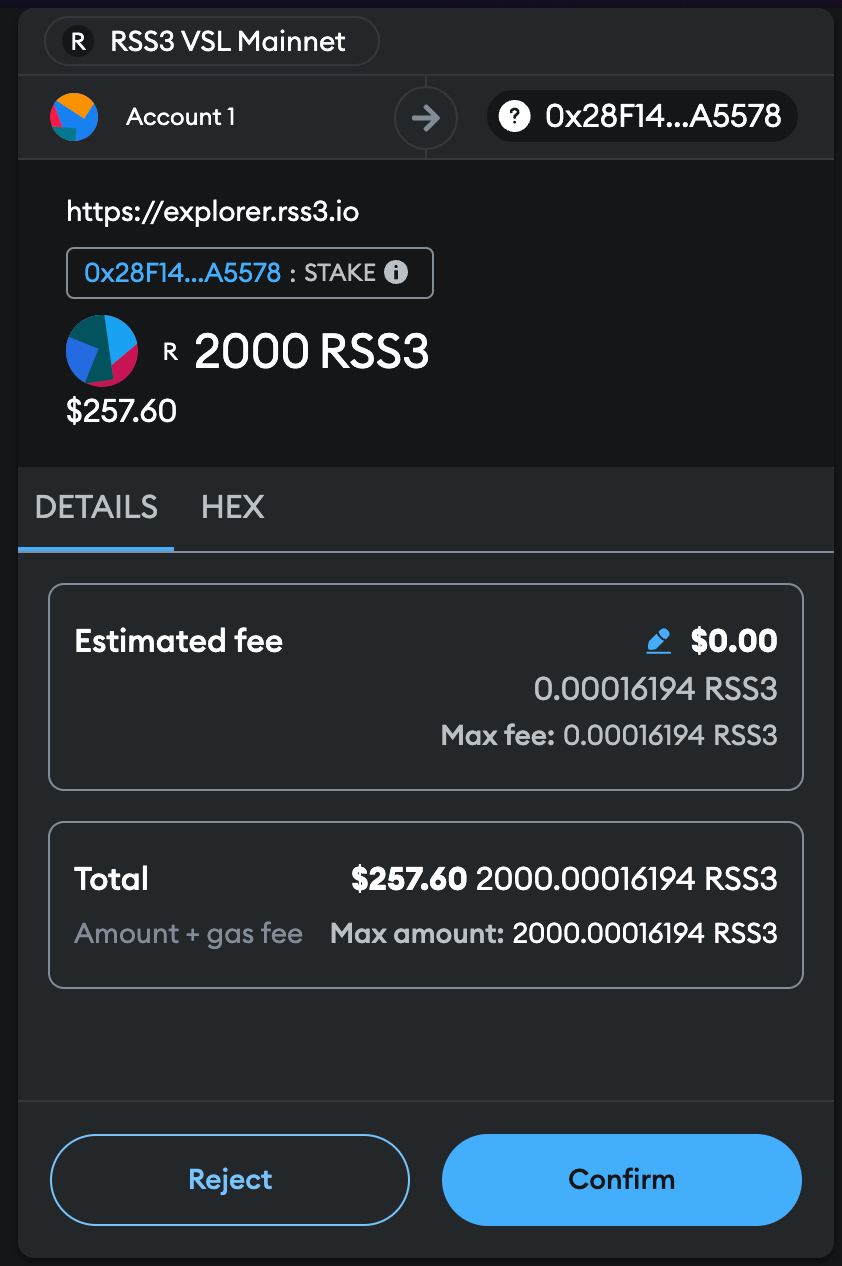 R RSS3 VSL Mainnet
Account 1
? 0x28F14...A5578
https://explorer.rss3.io
0x28F14...A5578 : STAKE i
R 2000 RSS3
$257.60
DETAILS HEX
Estimated fee $0.00
0.00016194 RSS3
Max fee: 0.00016194 RSS3
Total $257.60 2000.00016194 RSS3
Amount + gas fee Max amount: 2000.00016194 RSS3
Reject Confirm